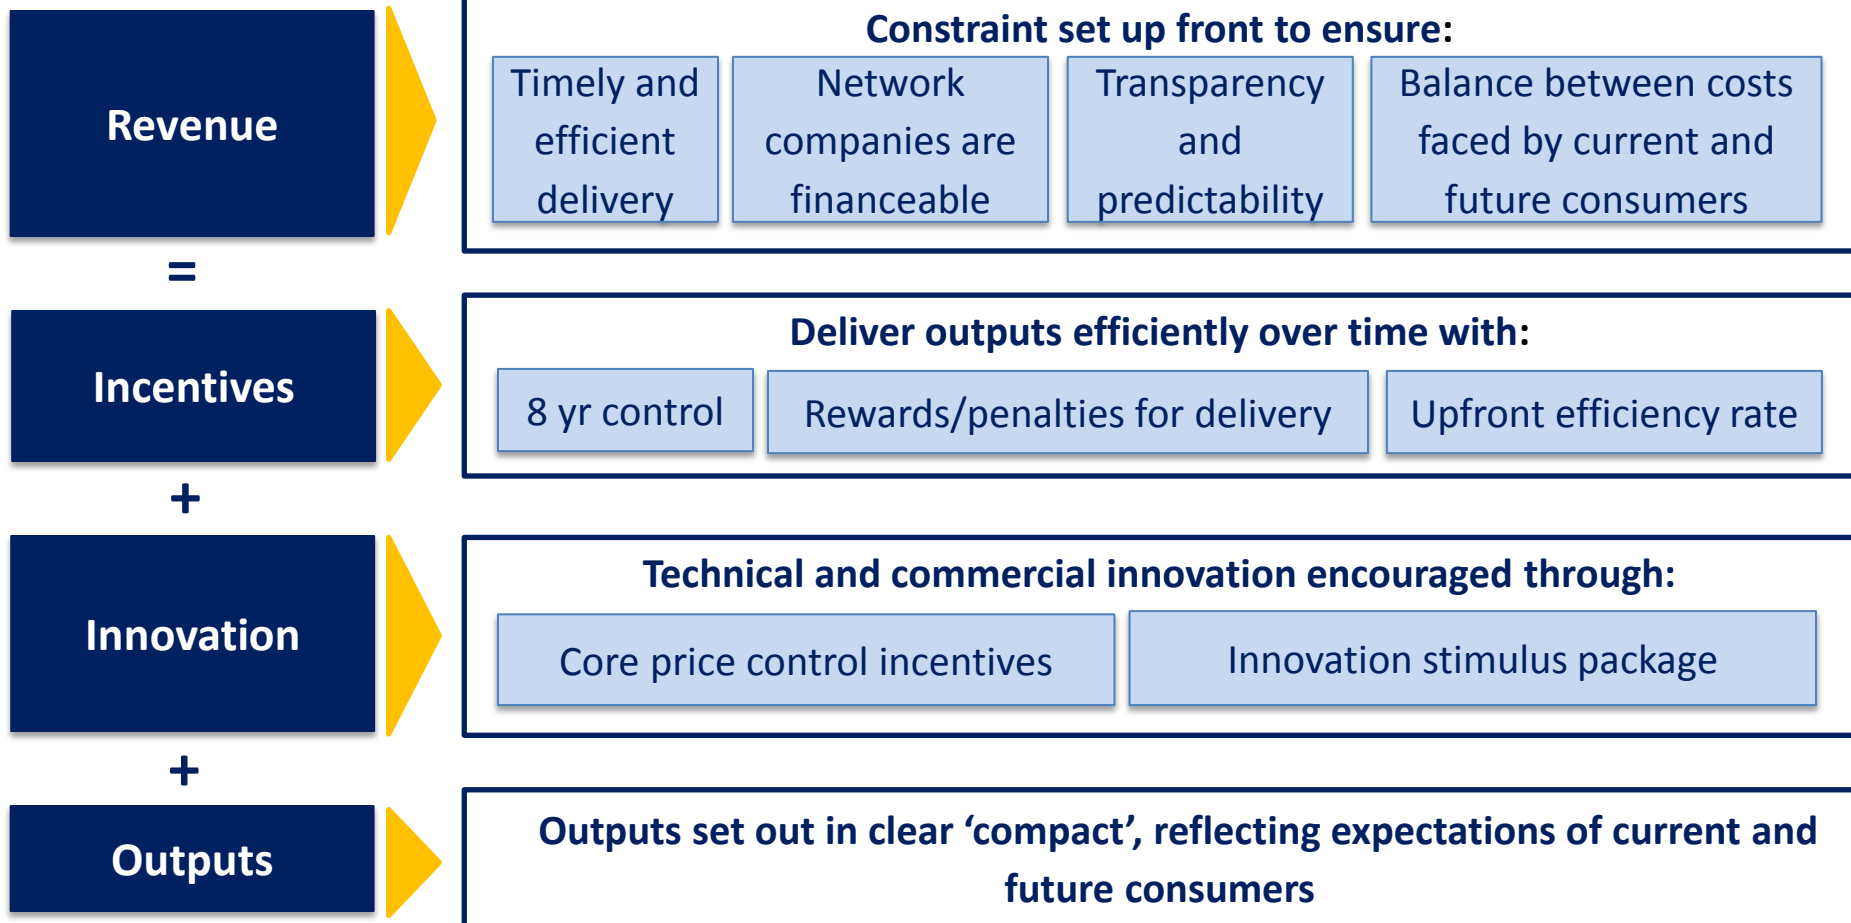 Revenue
Constraint set up front to ensure:
Timely and
efficient
delivery
Network
companies are
financeable
Transparency
and
predictability
Balance between costs
faced by current and
future consumers
=
Incentives
Deliver outputs efficiently over time with:
8 yr control
Rewards/penalties for delivery
Upfront efficiency rate
+
Innovation
Technical and commercial innovation encouraged through:
Core price control incentives
Innovation stimulus package
+
Outputs
Outputs set out in clear ‘compact’, reflecting expectations of current and
future consumers